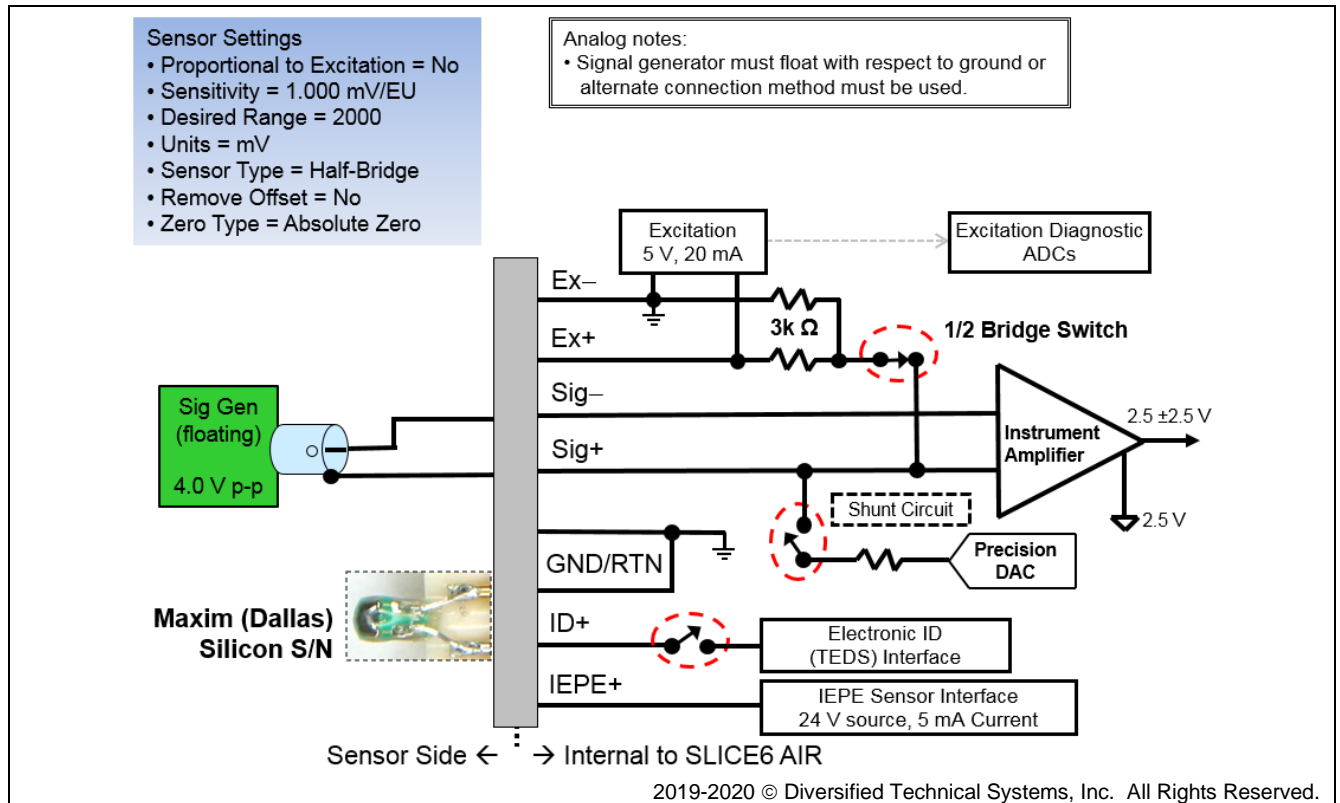 Sensor Settings
• Proportional to Excitation = No
• Sensitivity = 1.000 mV/EU
• Desired Range = 2000
• Units = mV
• Sensor Type = Half-Bridge
• Remove Offset = No
• Zero Type = Absolute Zero
Analog notes:
• Signal generator must float with respect to ground or
alternate connection method must be used.
Excitation
5 V, 20 mA
Excitation Diagnostic
ADCs
Ex–
3k Ω
1/2 Bridge Switch
Ex+
Sig–
Sig Gen
(floating)
4.0 V p-p
Sig+
Instrument
Amplifier
2.5 ±2.5 V
2.5 V
Shunt Circuit
Precision
DAC
GND/RTN
Maxim (Dallas)
Silicon S/N
ID+
Electronic ID
(TEDS) Interface
IEPE+
IEPE Sensor Interface
24 V source, 5 mA Current
Sensor Side ← → Internal to SLICE6 AIR
2019-2020 © Diversified Technical Systems, Inc. All Rights Reserved.